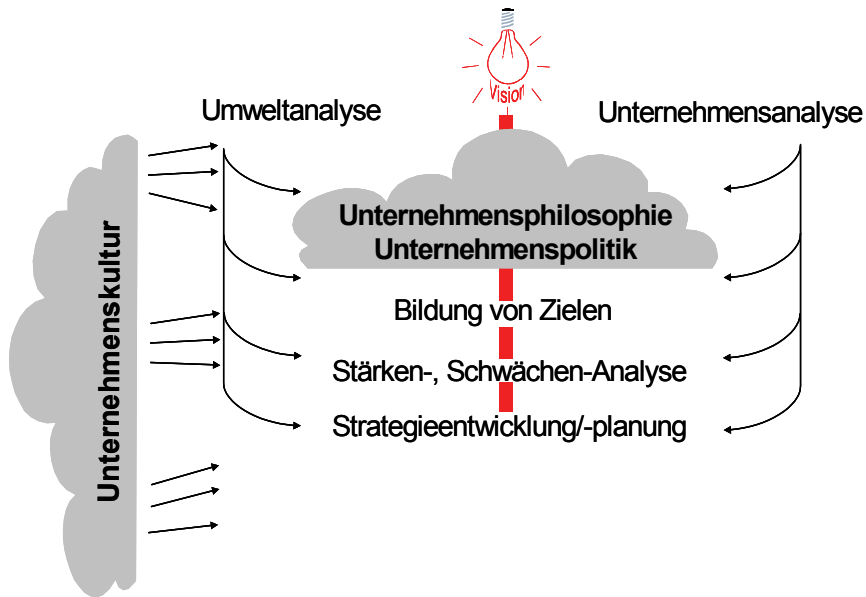 Vision
Umweltanalyse
Unternehmensanalyse
Unternehmenskultur
Unternehmensphilosophie
Unternehmenspolitik
Bildung von Zielen
Stärken-, Schwächen-Analyse
Strategieentwicklung/-planung